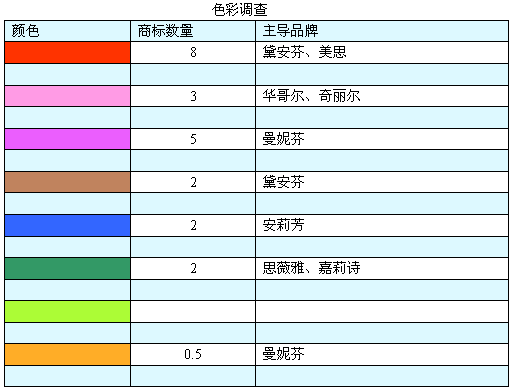 色彩调查
颜色 商标数量 主导品牌
8 黛安芬、美思
3 华哥尔、奇丽尔
5 曼妮芬
2 黛安芬
2 安莉芳
2 思薇雅、嘉莉诗
0.5 曼妮芬